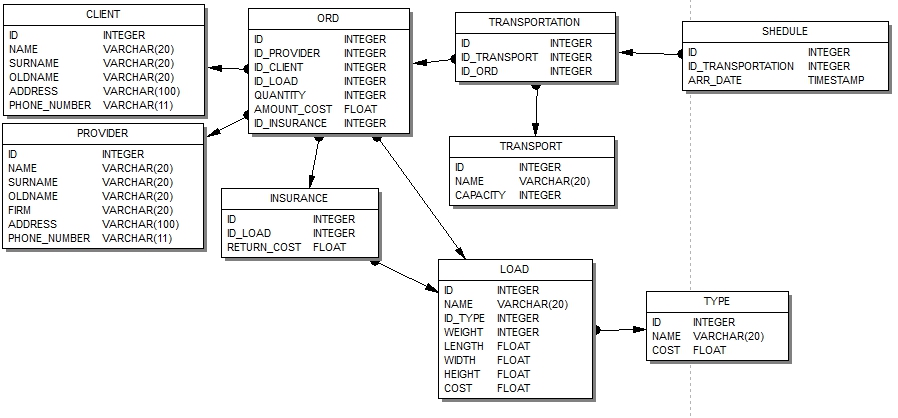 CLIENT
ID INTEGER
NAME VARCHAR(20)
SURNAME VARCHAR(20)
OLDNAME VARCHAR(20)
ADDRESS VARCHAR(100)
PHONE_NUMBER VARCHAR(11)
ORD
ID INTEGER
ID_PROVIDER INTEGER
ID_CLIENT INTEGER
ID_LOAD INTEGER
QUANTITY INTEGER
AMOUNT_COST FLOAT
ID_INSURANCE INTEGER
TRANSPORTATION
ID INTEGER
ID_TRANSPORT INTEGER
ID_ORD INTEGER
SHEDULE
ID INTEGER
ID_TRANSPORTATION INTEGER
ARR_DATE TIMESTAMP
PROVIDER
ID INTEGER
NAME VARCHAR(20)
SURNAME VARCHAR(20)
OLDNAME VARCHAR(20)
FIRM VARCHAR(20)
ADDRESS VARCHAR(100)
PHONE_NUMBER VARCHAR(11)
TRANSPORT
ID INTEGER
NAME VARCHAR(20)
CAPACITY INTEGER
INSURANCE
ID INTEGER
ID_LOAD INTEGER
RETURN_COST FLOAT
LOAD
ID INTEGER
NAME VARCHAR(20)
ID_TYPE INTEGER
WEIGHT INTEGER
LENGTH FLOAT
WIDTH FLOAT
HEIGHT FLOAT
COST FLOAT
TYPE
ID INTEGER
NAME VARCHAR(20)
COST FLOAT